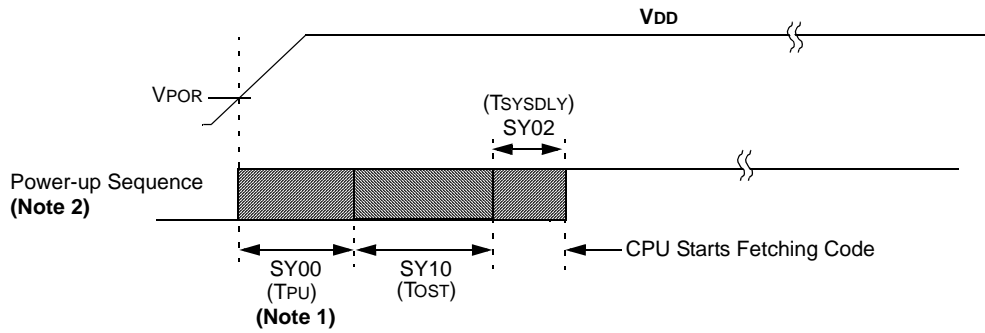 VDD
VPOR
(TSYSDLY)
SY02
Power-up Sequence
(Note 2)
CPU Starts Fetching Code
SY00
(TPU)
(Note 1)
SY10
(TOST)